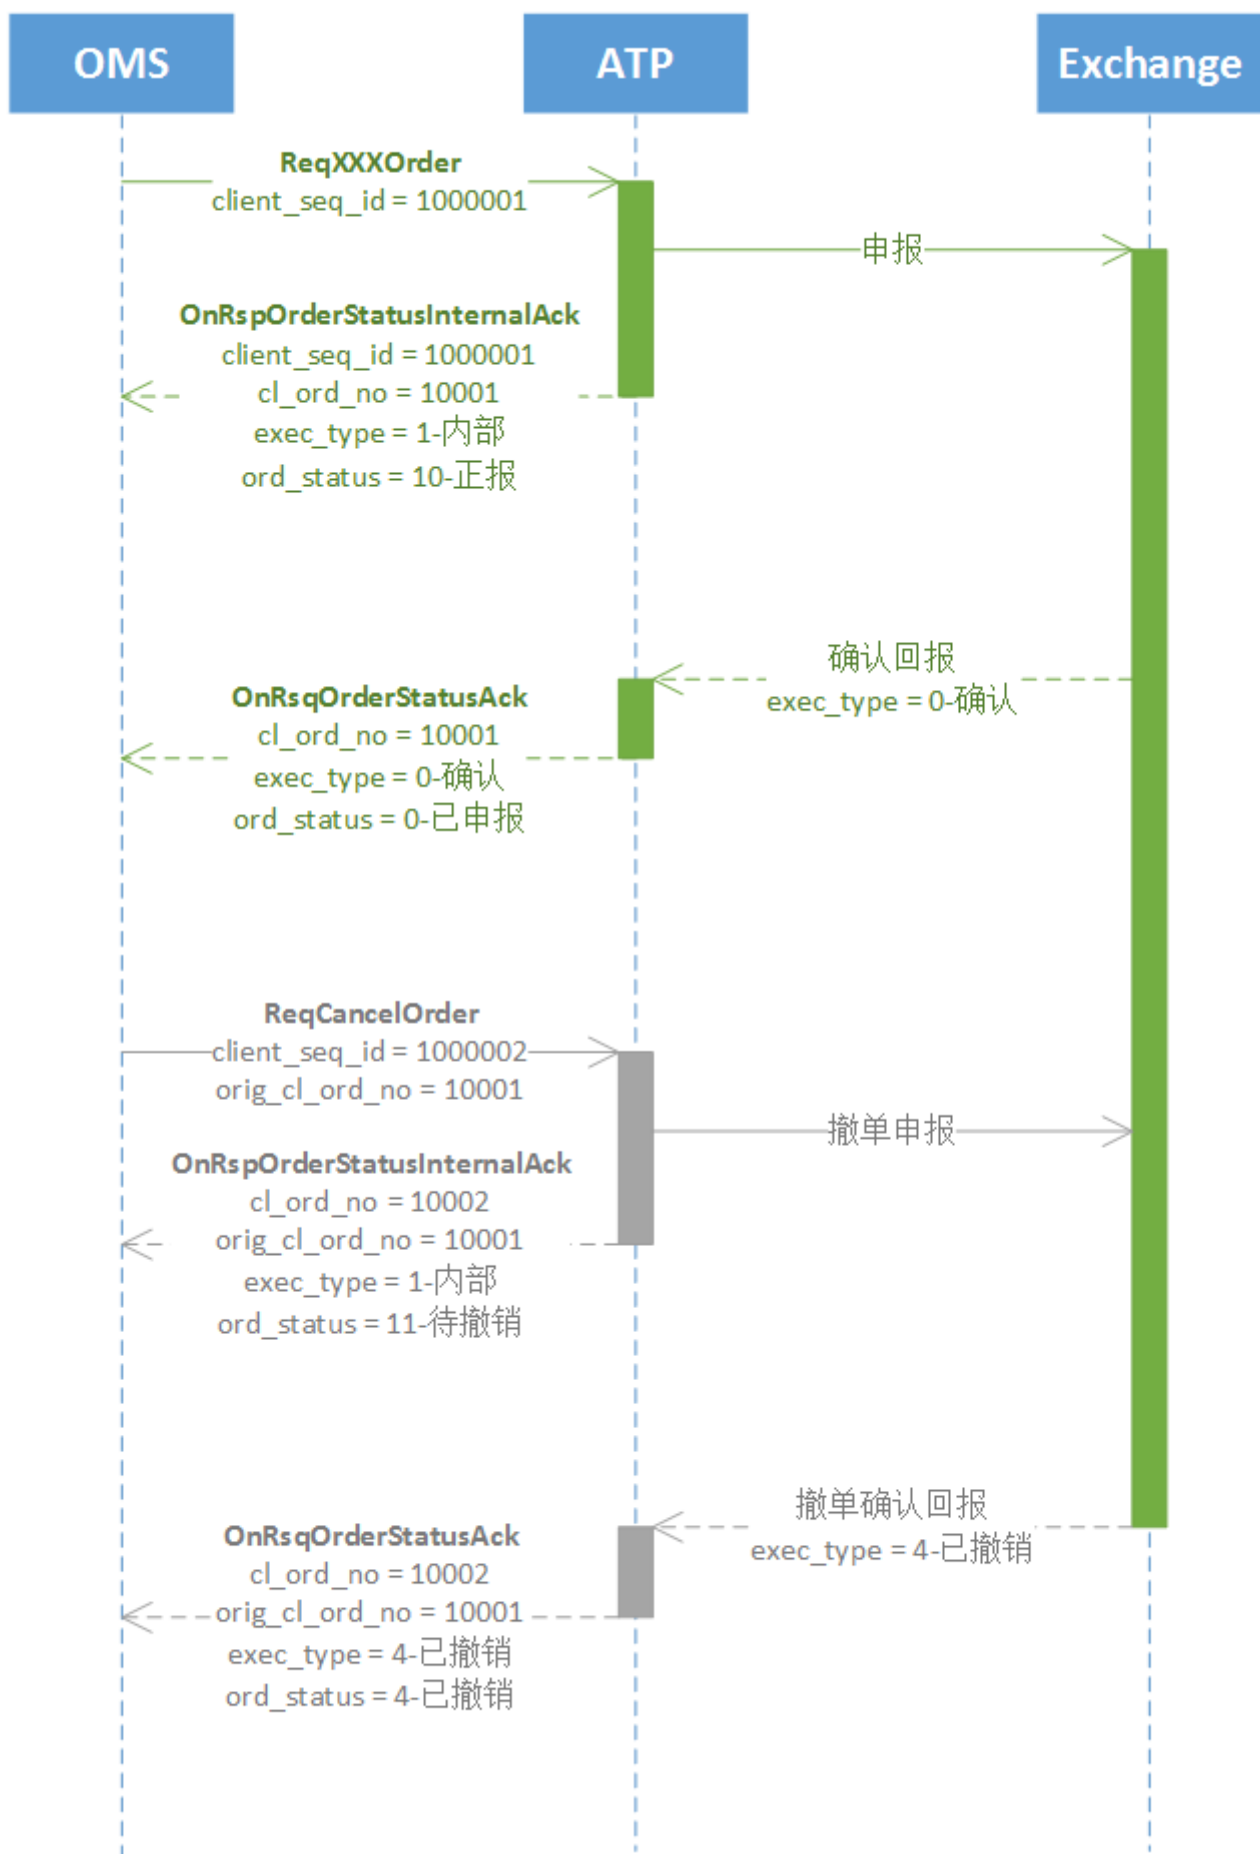 OMS
ATP
Exchange
ReqXXXOrder
client_seq_id = 1000001
申报
OnRspOrderStatusInternalAck
client_seq_id = 1000001
cl_ord_no = 10001
exec_type = 1-内部
ord_status = 10-正报
确认回报
exec_type = 0-确认
OnRsqOrderStatusAck
cl_ord_no = 10001
exec_type = 0-确认
ord_status = 0-已申报
ReqCancelOrder
client_seq_id = 1000002
orig_cl_ord_no = 10001
撤单申报
OnRspOrderStatusInternalAck
cl_ord_no = 10002
orig_cl_ord_no = 10001
exec_type = 1-内部
ord_status = 11-待撤销
撤单确认回报
exec_type = 4-已撤销
OnRsqOrderStatusAck
cl_ord_no = 10002
orig_cl_ord_no = 10001
exec_type = 4-已撤销
ord_status = 4-已撤销